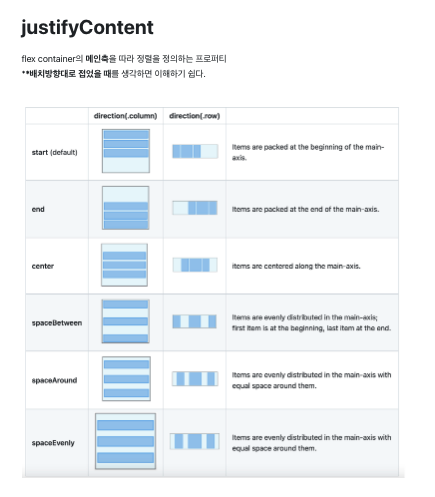 justifyContent
flex container의 메인축을 따라 정렬을 정의하는 프로퍼티
**배치방향대로 접었을 때를 생각하면 이해하기 쉽다.
direction(.column) direction(.row)
start (default)
Items are packed at the beginning of the main-
axis.
end
Items are packed at the end of the main-axis.
center
items are centered along the main-axis.
spaceBetween
Items are evenly distributed in the main-axis;
first item is at the beginning, last item at the end.
spaceAround
Items are evenly distributed in the main-axis with
equal space around them.
spaceEvenly
Items are evenly distributed in the main-axis with
equal space around them.